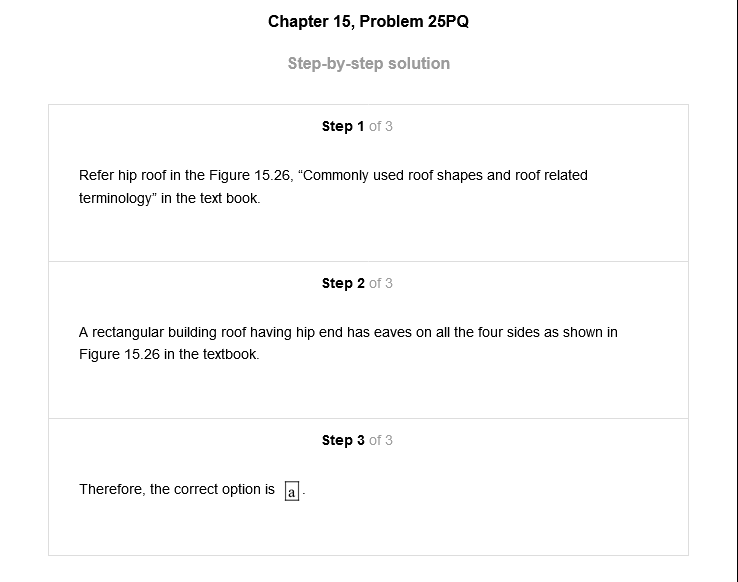 Chapter 15, Problem 25PQ
Step-by-step solution
Step 1 of 3
Refer hip roof in the Figure 15.26, “Commonly used roof shapes and roof related
terminology” in the text book.
Step 2 of 3
A rectangular building roof having hip end has eaves on all the four sides as shown in
Figure 15.26 in the textbook.
Step 3 of 3
Therefore, the correct option is a.